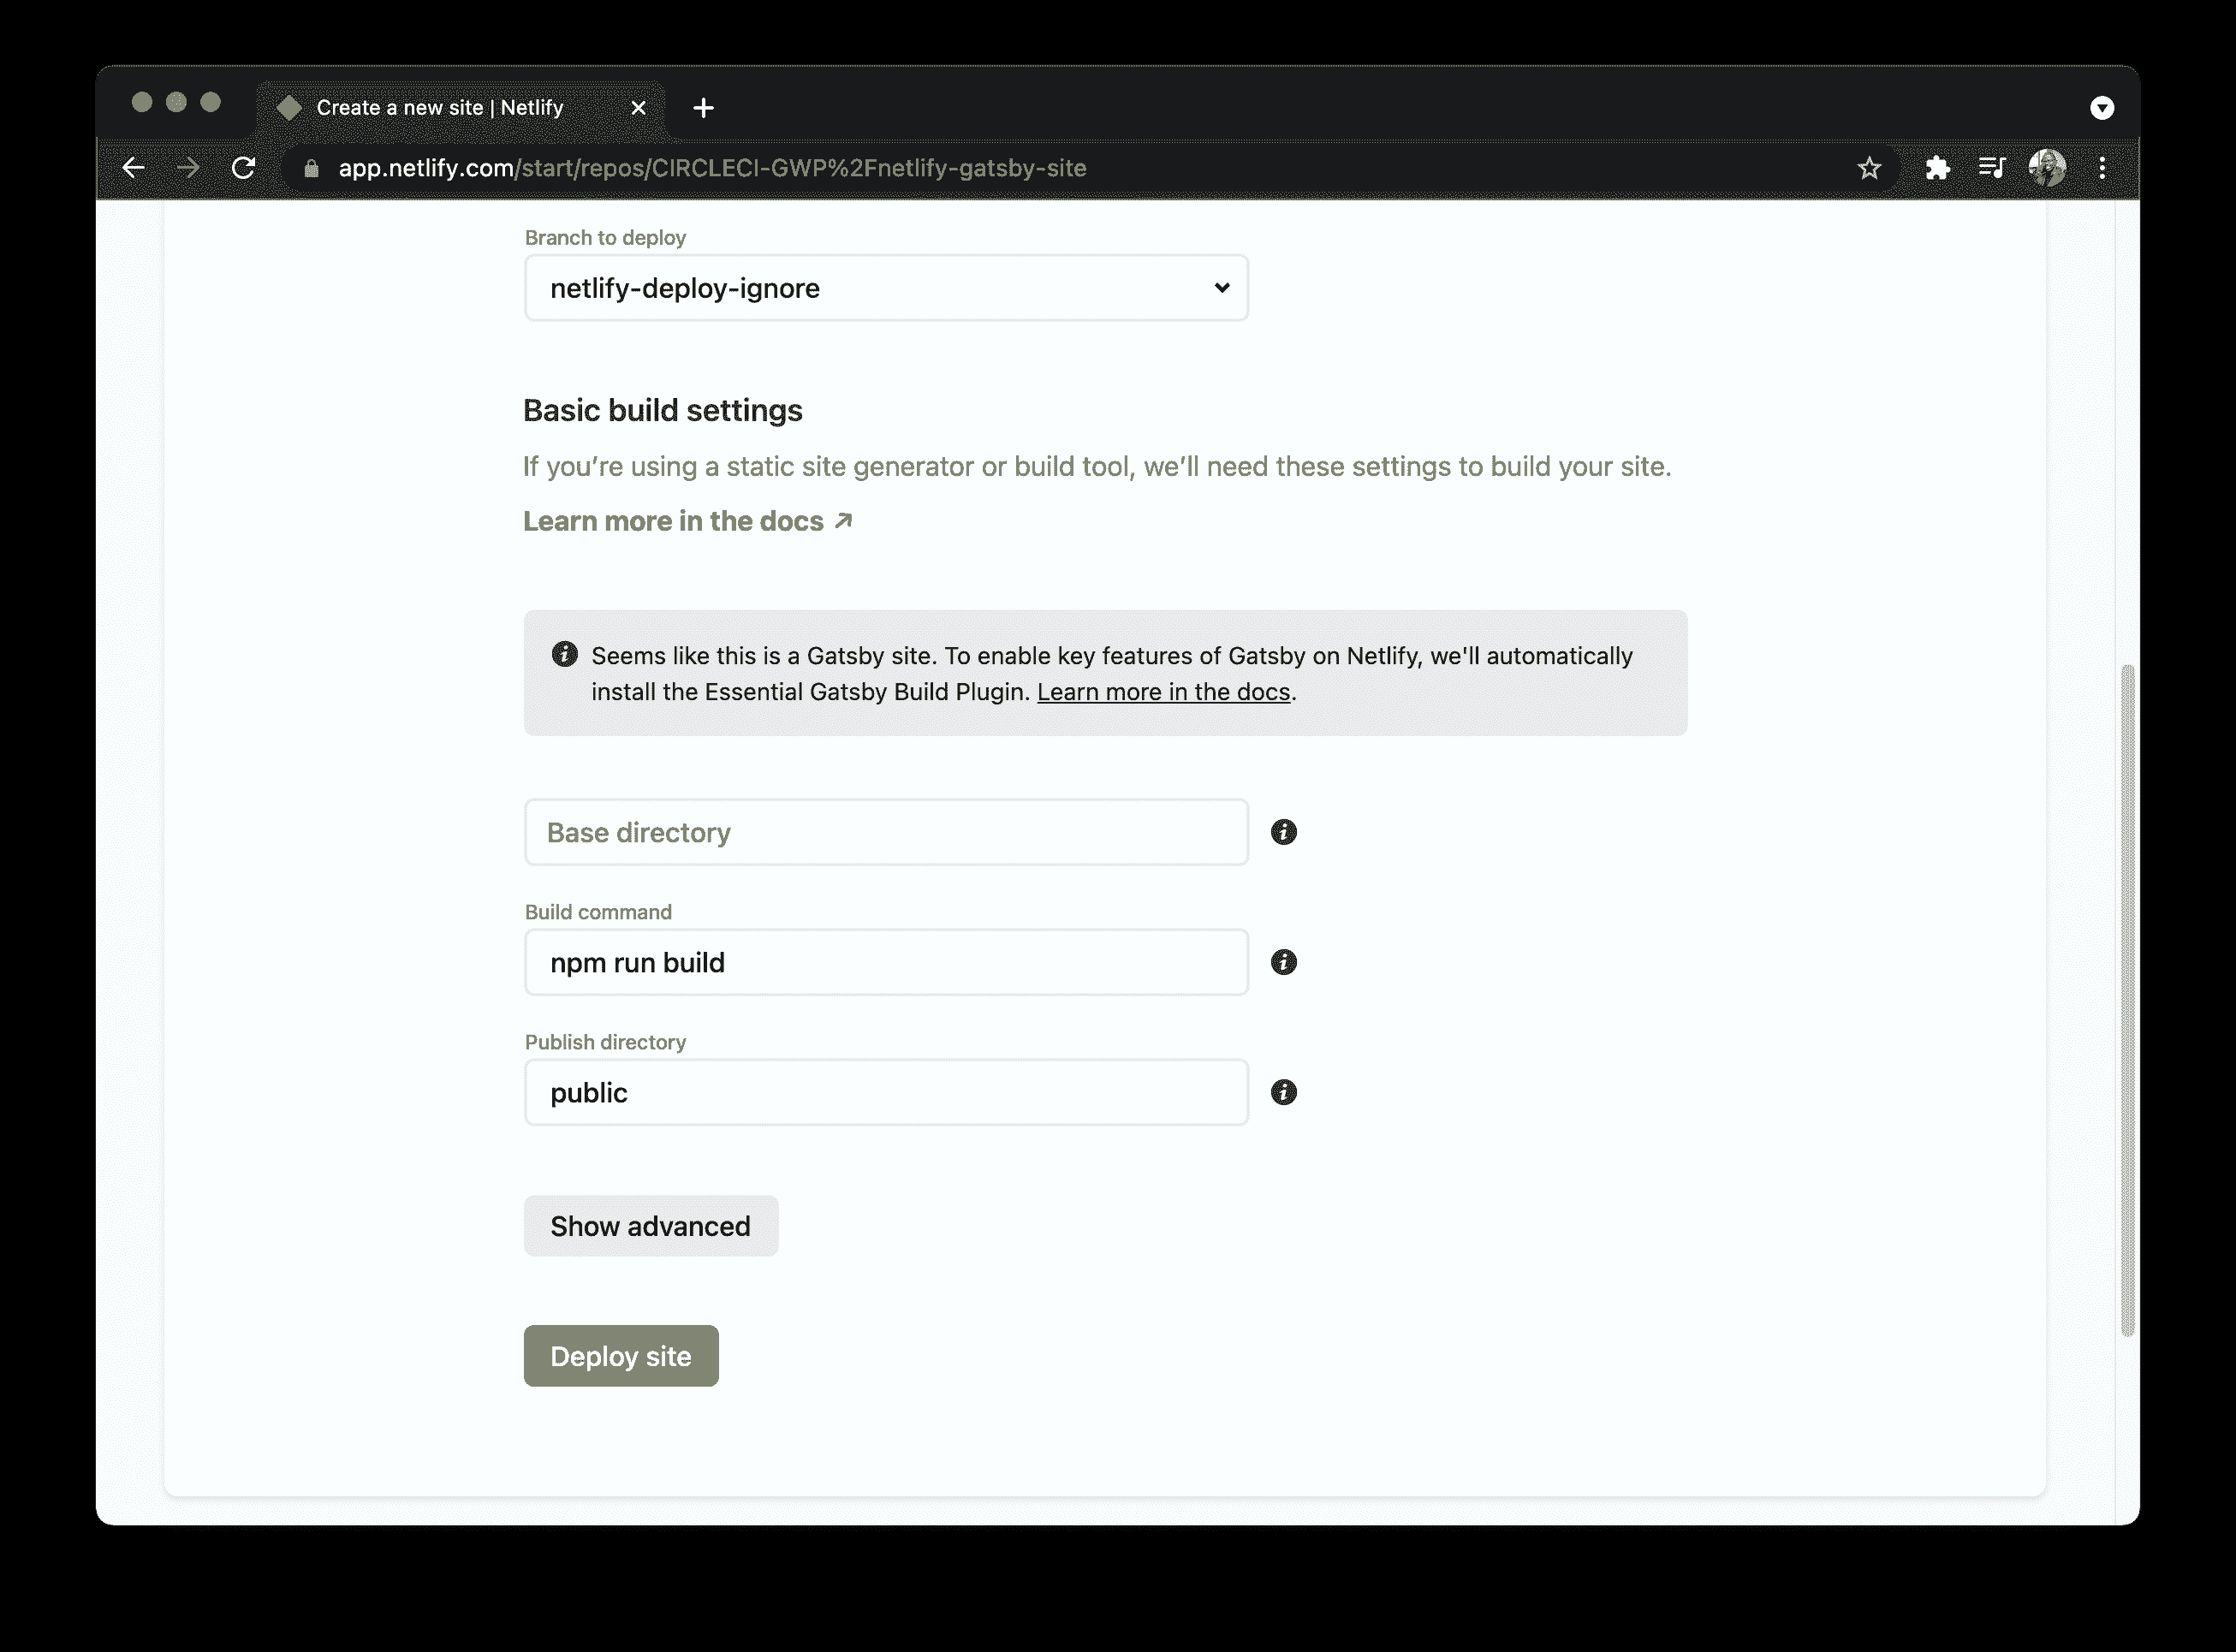 Create a new site | Netlify
app.netlify.com/start/repos/CIRCLECI-GWP%2Fnetlify-gatsby-site
Branch to deploy
netlify-deploy-ignore
Basic build settings
If you’re using a static site generator or build tool, we’ll need these settings to build your site.
Learn more in the docs ↗
Seems like this is a Gatsby site. To enable key features of Gatsby on Netlify, we'll automatically
install the Essential Gatsby Build Plugin. Learn more in the docs.
Base directory
Build command
npm run build
Publish directory
public
Show advanced
Deploy site